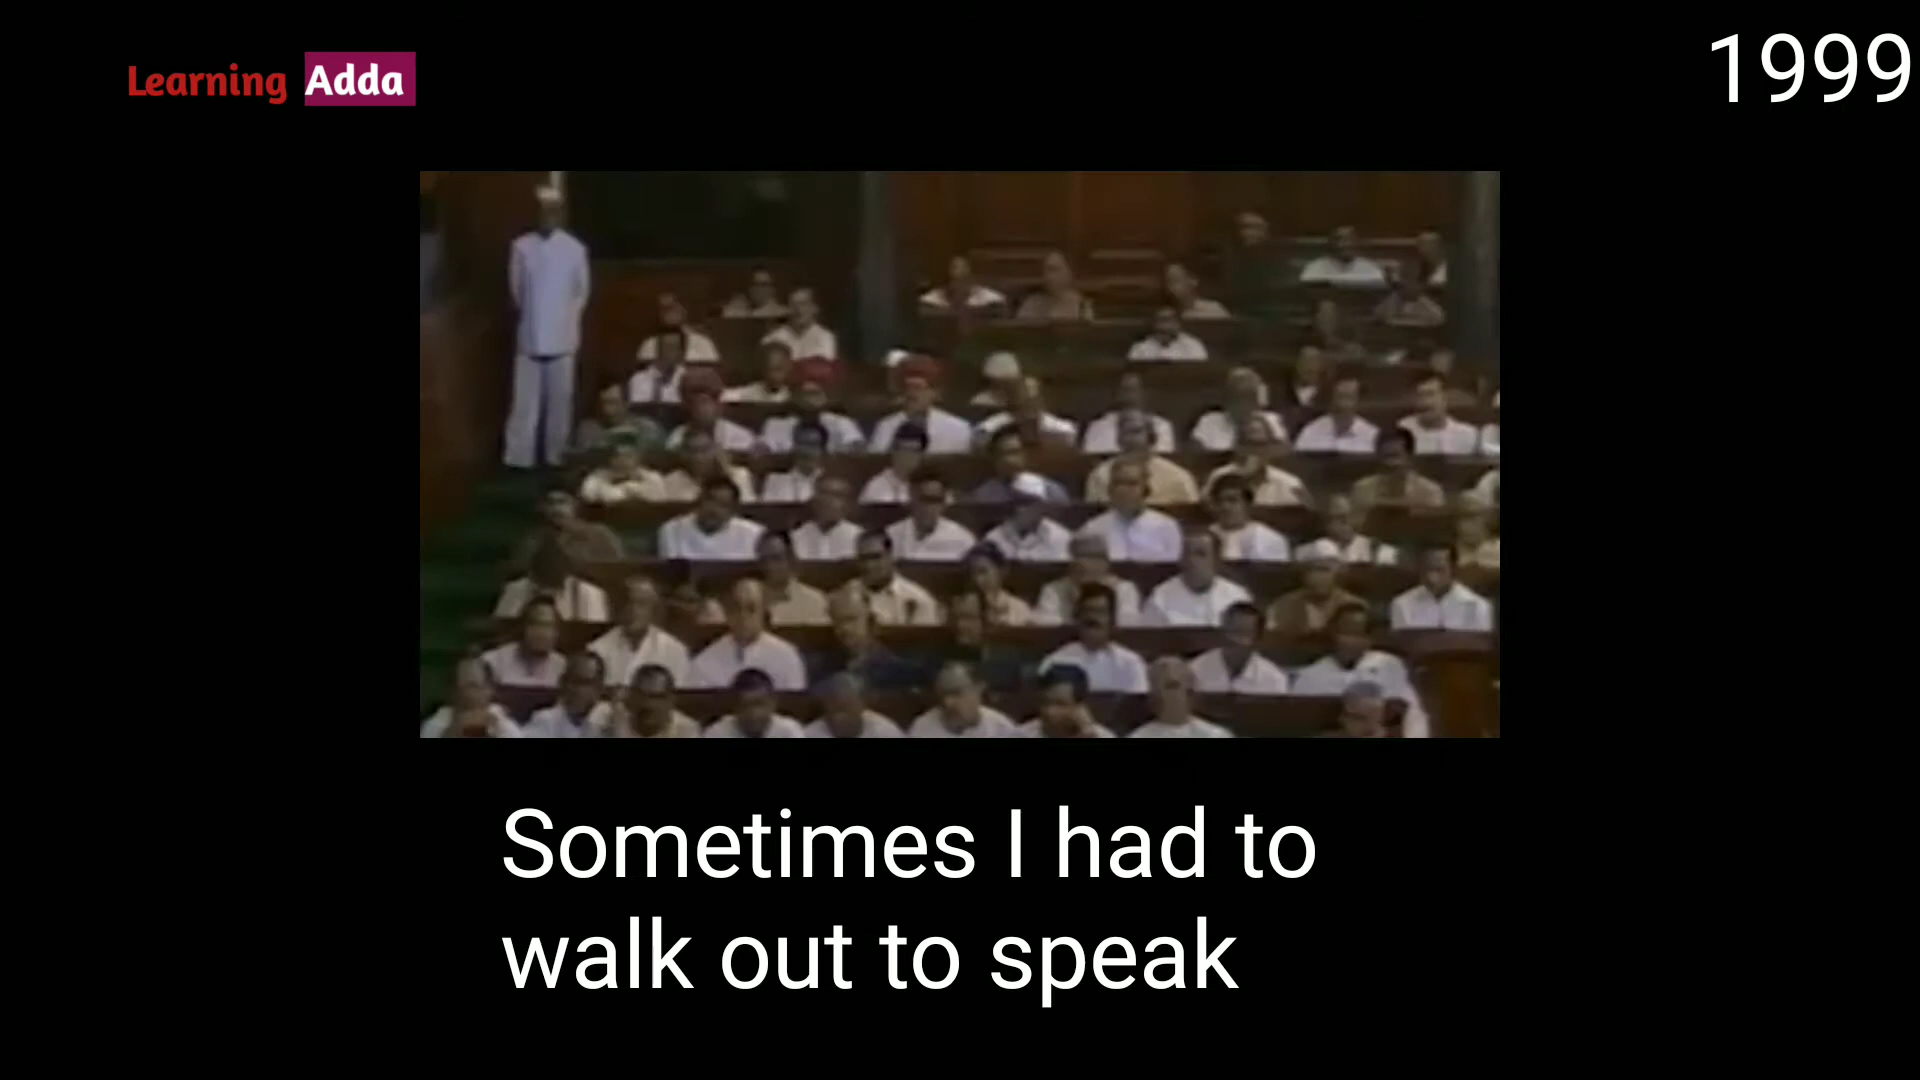 Learning Adda
1999
Sometimes I had to
walk out to speak